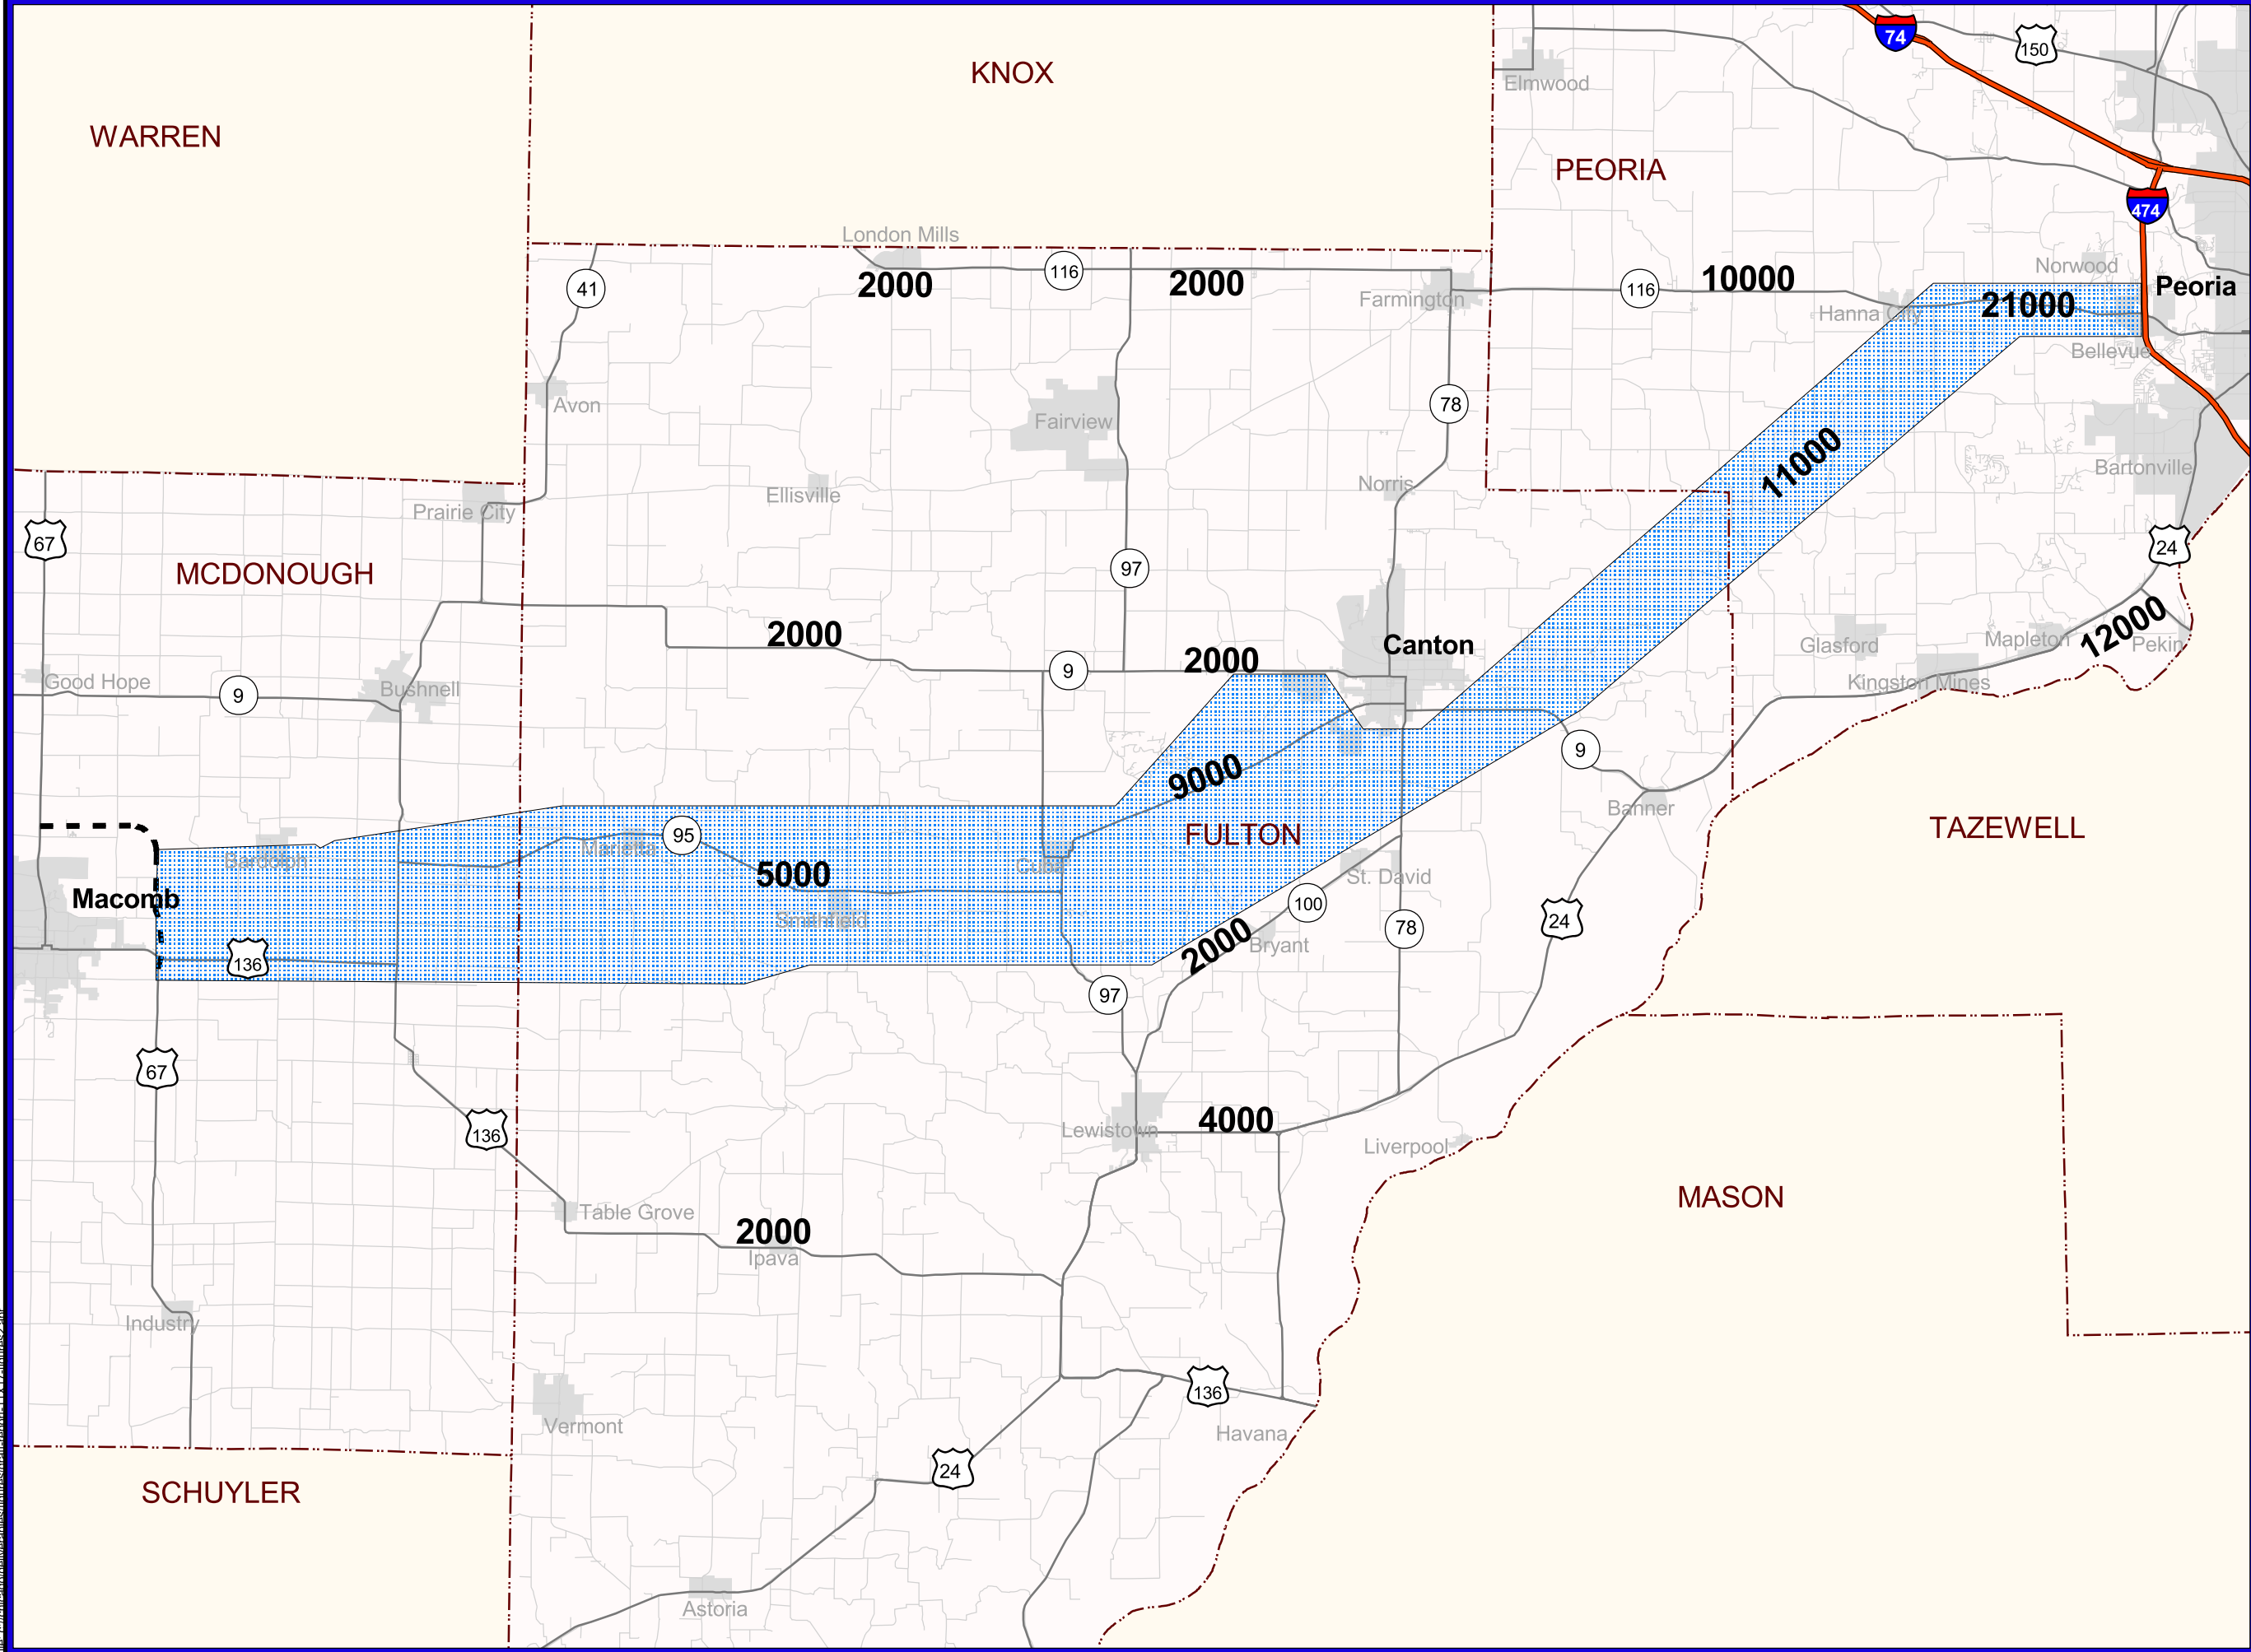 74
150
KNOX
Elmwood
WARREN
PEORIA
474
London Mills
Norwood
116
2000
2000
41
116
10000
Peoria
Farmington
Hanna City
21000
Bellevue
Avon
78
Fairview
11000
Bartonville
Ellisville
Norris
Prairie City
67
24
MCDONOUGH
97
12000
2000
Canton
Glasford
Mapleton
Pekin
2000
9
Good Hope
9
Bushnell
Kingston Mines
9
9000
Banner
95
FULTON
TAZEWELL
Marietta
Bardolph
Cuba
5000
St. David
Macomb
100
Smithfield
24
78
2000
Bryant
136
97
67
136
4000
Lewistown
Liverpool
MASON
Table Grove
2000
Ipava
Industry
136
Vermont
Havana
24
SCHUYLER
Astoria